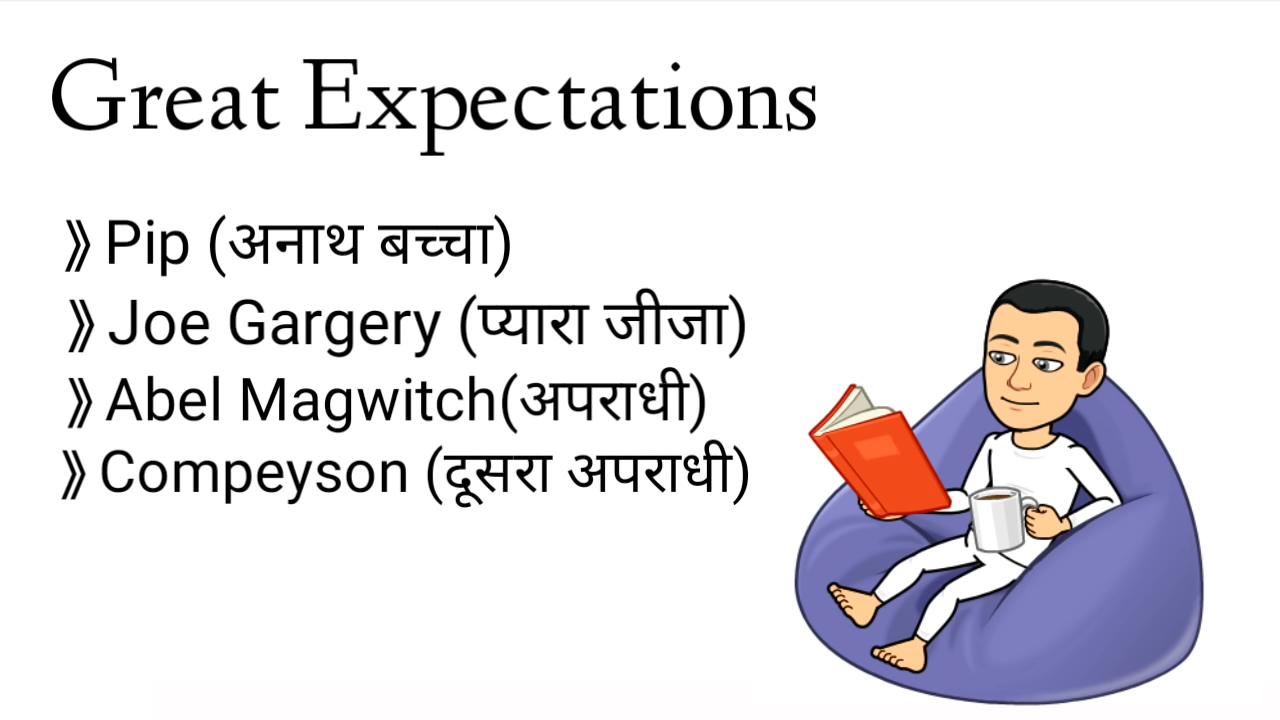 Great Expectations
⟫ Pip (अनाथ बच्चा)
⟫ Joe Gargery (प्यारा जीजा)
⟫ Abel Magwitch(अपराधी)
⟫ Compeyson (दूसरा अपराधी)